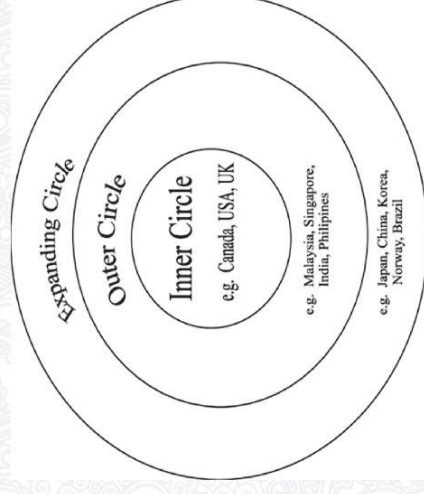 Expanding Circle
Outer Circle
Inner Circle
e.g. Canada, USA, UK
e.g. Malaysia, Singapore,
India, Philipines
e.g. Japan, China, Korea,
Norway, Brazil